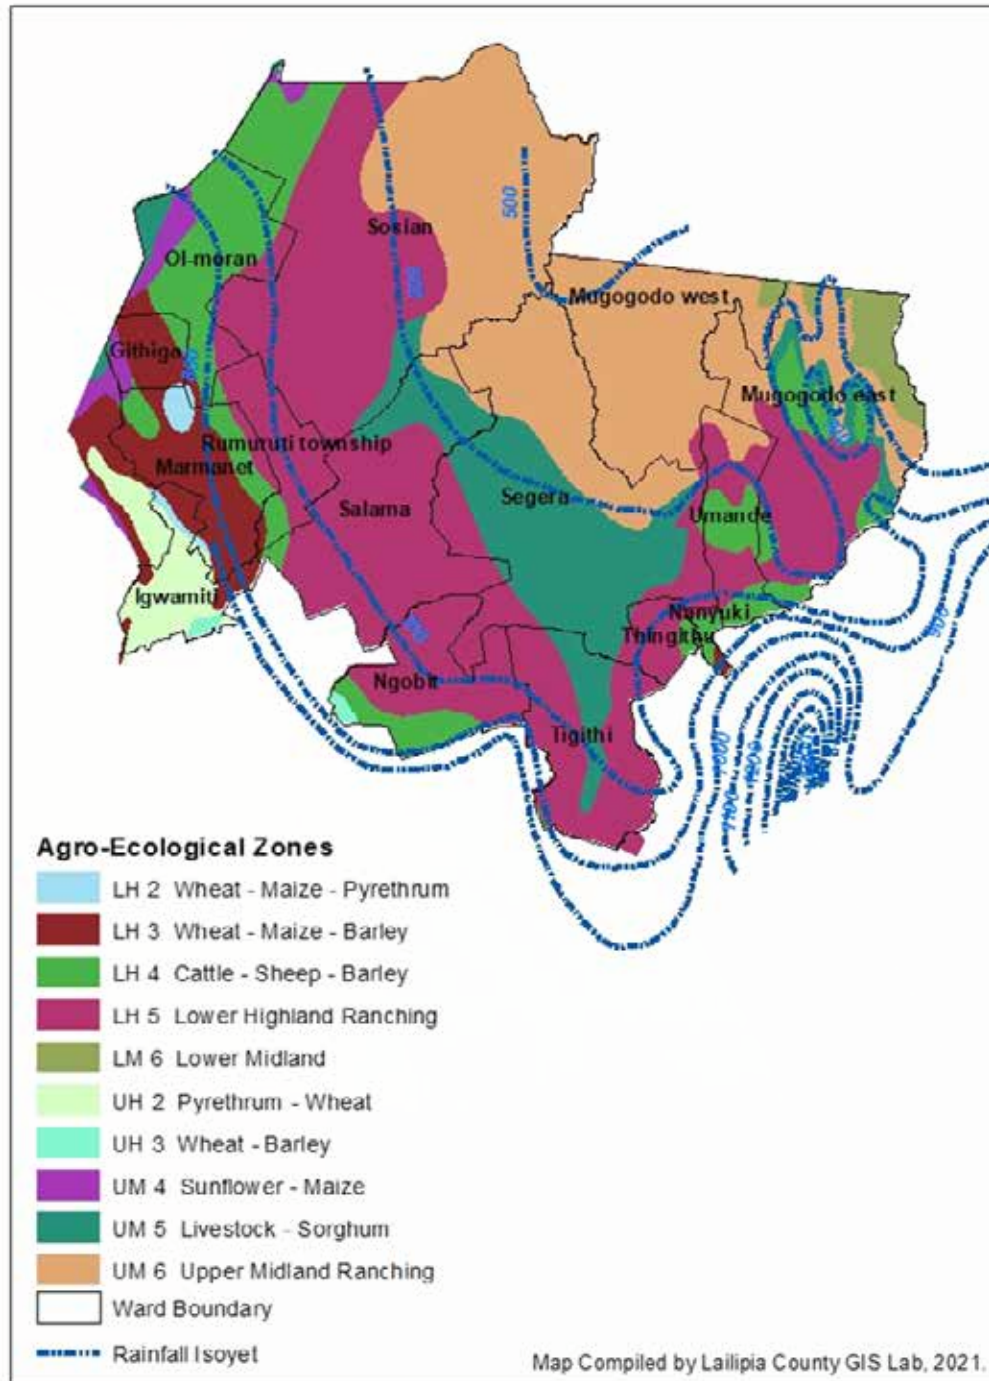 500
Sosian
Ol-moran
Mugogodo west
Githiga
Mugogodo east
Rumuruti township
Marmanet
Salama
Segera
Umande
Igwamiti
Nanyuki
Thingithu
900
Ngobit
Tigithi
1000
1200
1100
Agro-Ecological Zones
LH 2 Wheat - Maize - Pyrethrum
LH 3 Wheat - Maize - Barley
LH 4 Cattle - Sheep - Barley
LH 5 Lower Highland Ranching
LM 6 Lower Midland
UH 2 Pyrethrum - Wheat
UH 3 Wheat - Barley
UM 4 Sunflower - Maize
UM 5 Livestock - Sorghum
UM 6 Upper Midland Ranching
Ward Boundary
Rainfall Isoyet
Map Compiled by Lailipia County GIS Lab, 2021.